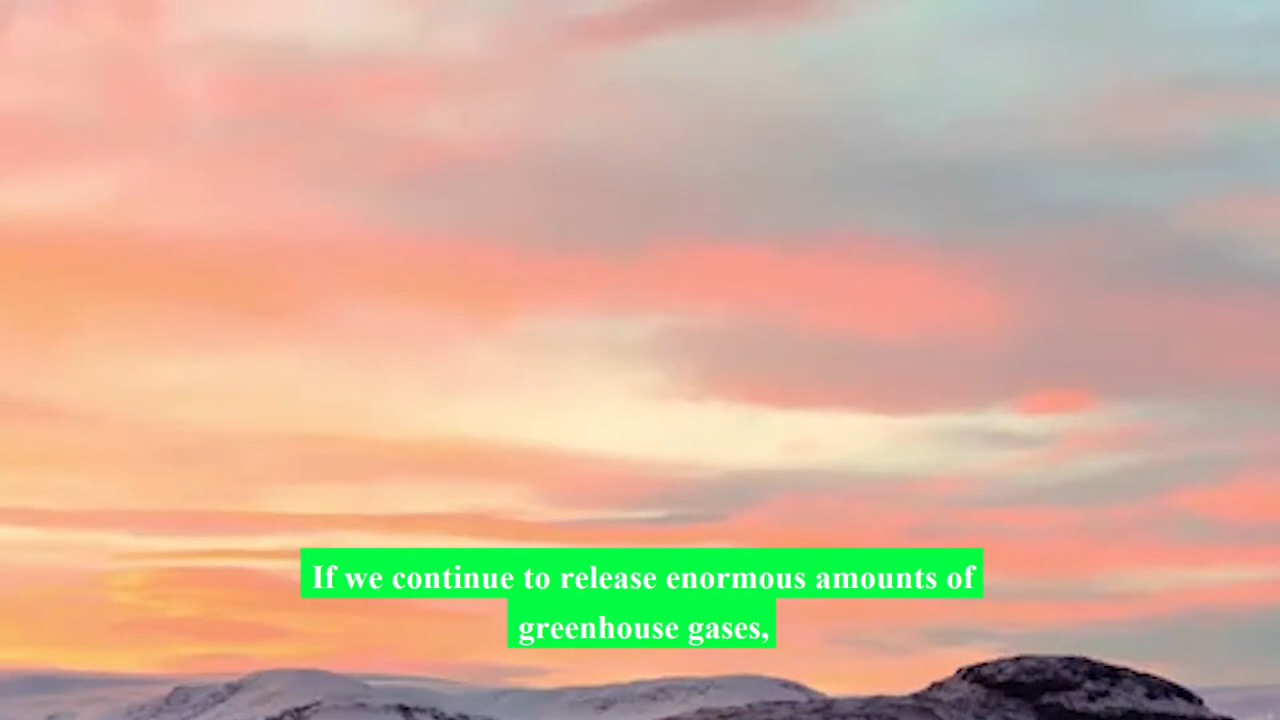 If we continue to release enormous amounts of
greenhouse gases,